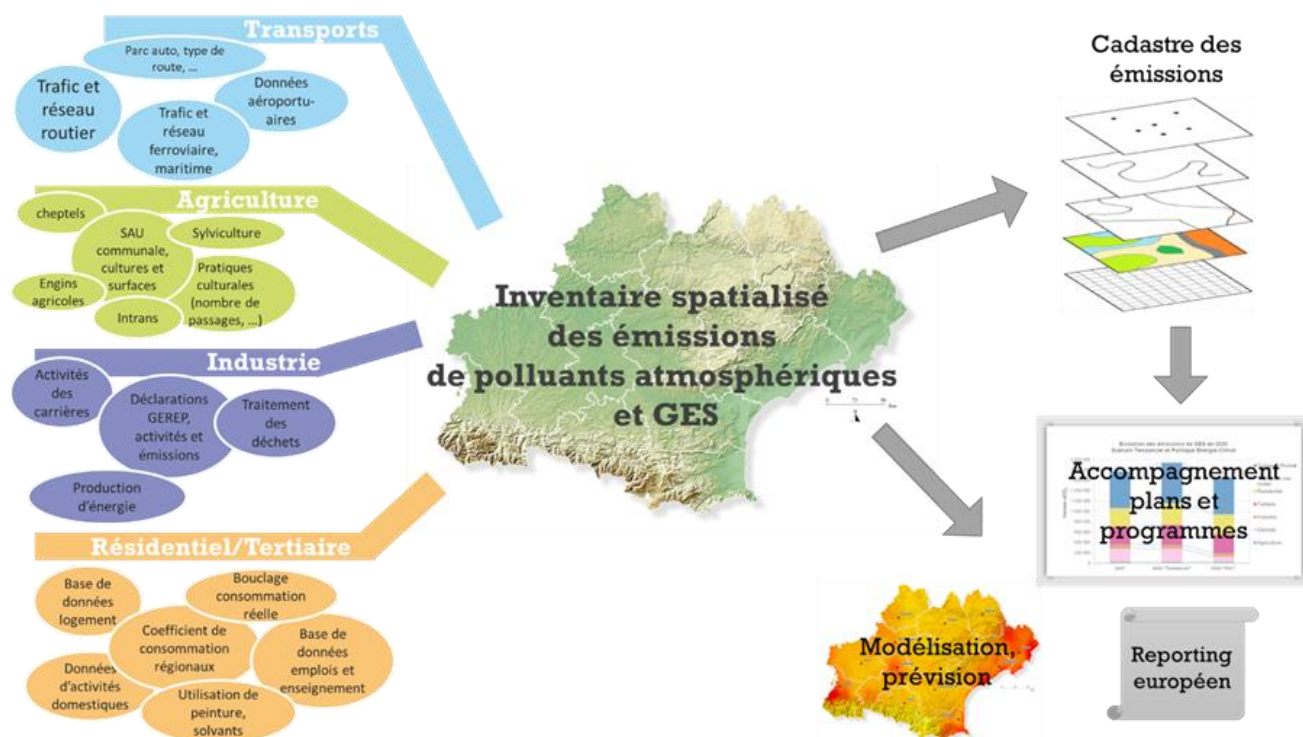 Transports
Parc auto, type de
route, ...
Trafic et
réseau
routier
Données
aéroportu-
aires
Trafic et
réseau
ferroviaire,
maritime
Agriculture
cheptels
SAU
communale,
cultures et
surfaces
Sylviculture
Engins
agricoles
Pratiques
culturales
(nombre de
passages, ...)
Intrans
Industrie
Activités
des
carrières
Déclarations
GEREP,
activités et
émissions
Traitement
des
déchets
Production
d'énergie
Résidentiel/Tertiaire
Base de
données
logement
Bouclage
consommation
réelle
Coefficient de
consommation
régionaux
Base de
données
emplois et
enseignement
Données
d'activités
domestiques
Utilisation de
peinture,
solvants
Inventaire spatialisé
des émissions
de polluants atmosphériques
et GES
Cadastre des
émissions
Accompagnement
plans et
programmes
Modélisation,
prévision
Reporting
européen